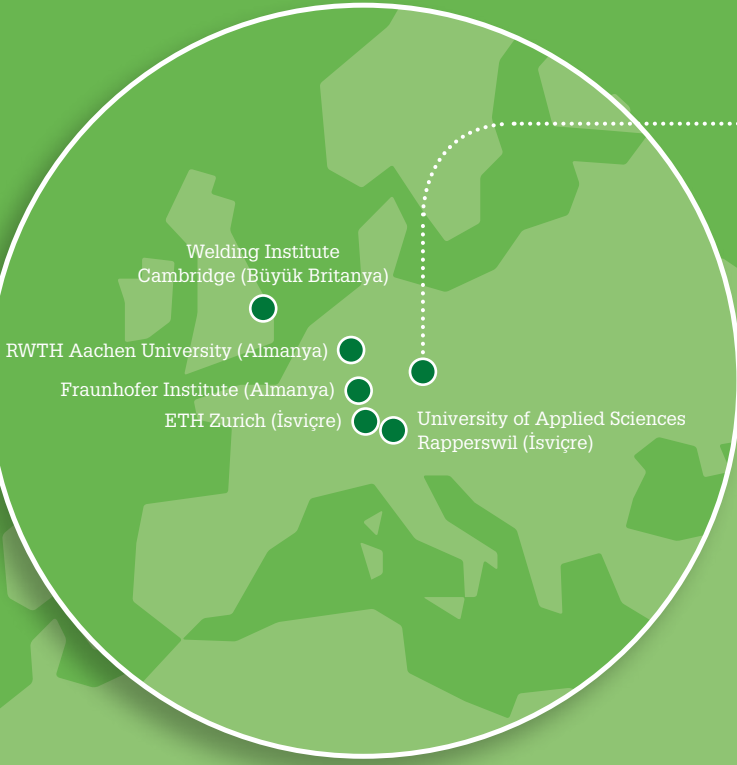 Welding Institute
Cambridge (Büyük Britanya)
RWTH Aachen University (Almanya)
Fraunhofer Institute (Almanya)
ETH Zurich (İsviçre)
University of Applied Sciences
Rapperswil (İsviçre)